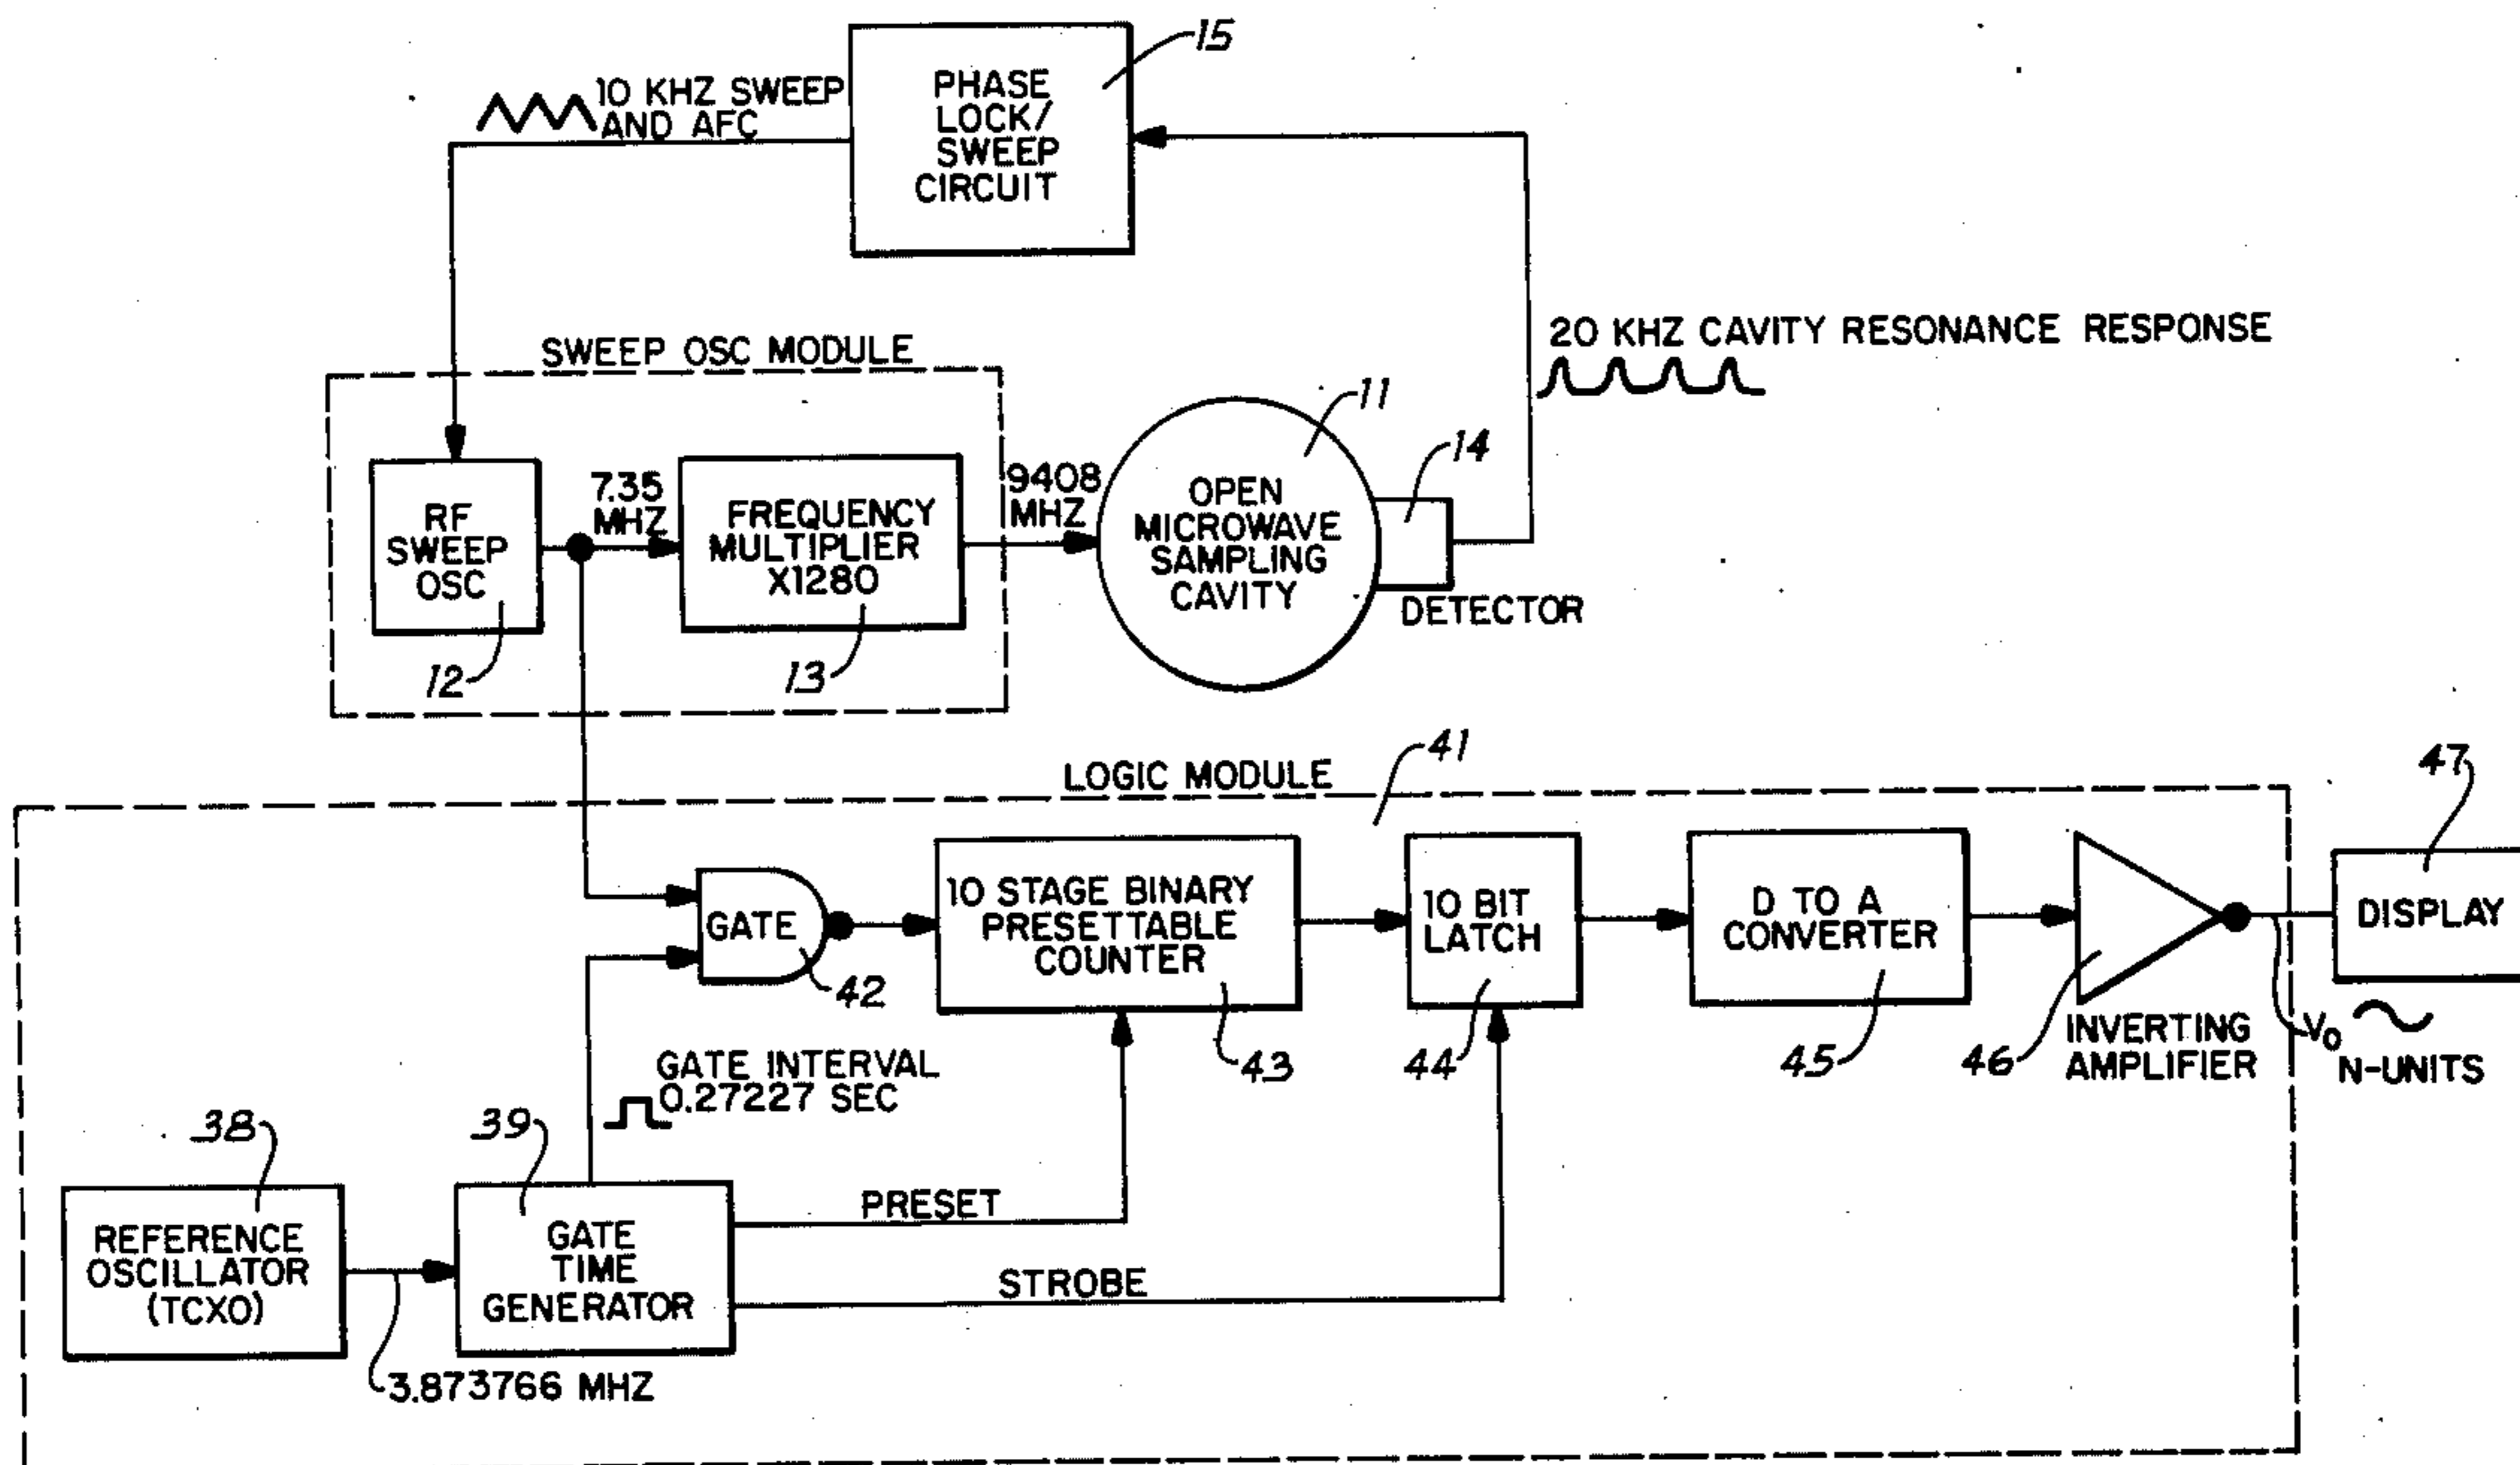 15
10 KHZ SWEEP
AND AFC
PHASE
LOCK/
SWEEP
CIRCUIT
20 KHZ CAVITY RESONANCE RESPONSE
SWEEP OSC MODULE
11
14
RF
SWEEP
OSC
7.35
MHZ
FREQUENCY
MULTIPLIER
X1280
9408
MHZ
OPEN
MICROWAVE
SAMPLING
CAVITY
DETECTOR
12
13
LOGIC MODULE
41
47
GATE
42
10 STAGE BINARY
PRESETTABLE
COUNTER
43
10 BIT
LATCH
44
D TO A
CONVERTER
45
46
INVERTING
AMPLIFIER
V0
DISPLAY
N-UNITS
GATE INTERVAL
0.27227 SEC
38
39
REFERENCE
OSCILLATOR
(TCXO)
GATE
TIME
GENERATOR
PRESET
STROBE
3.873766 MHZ